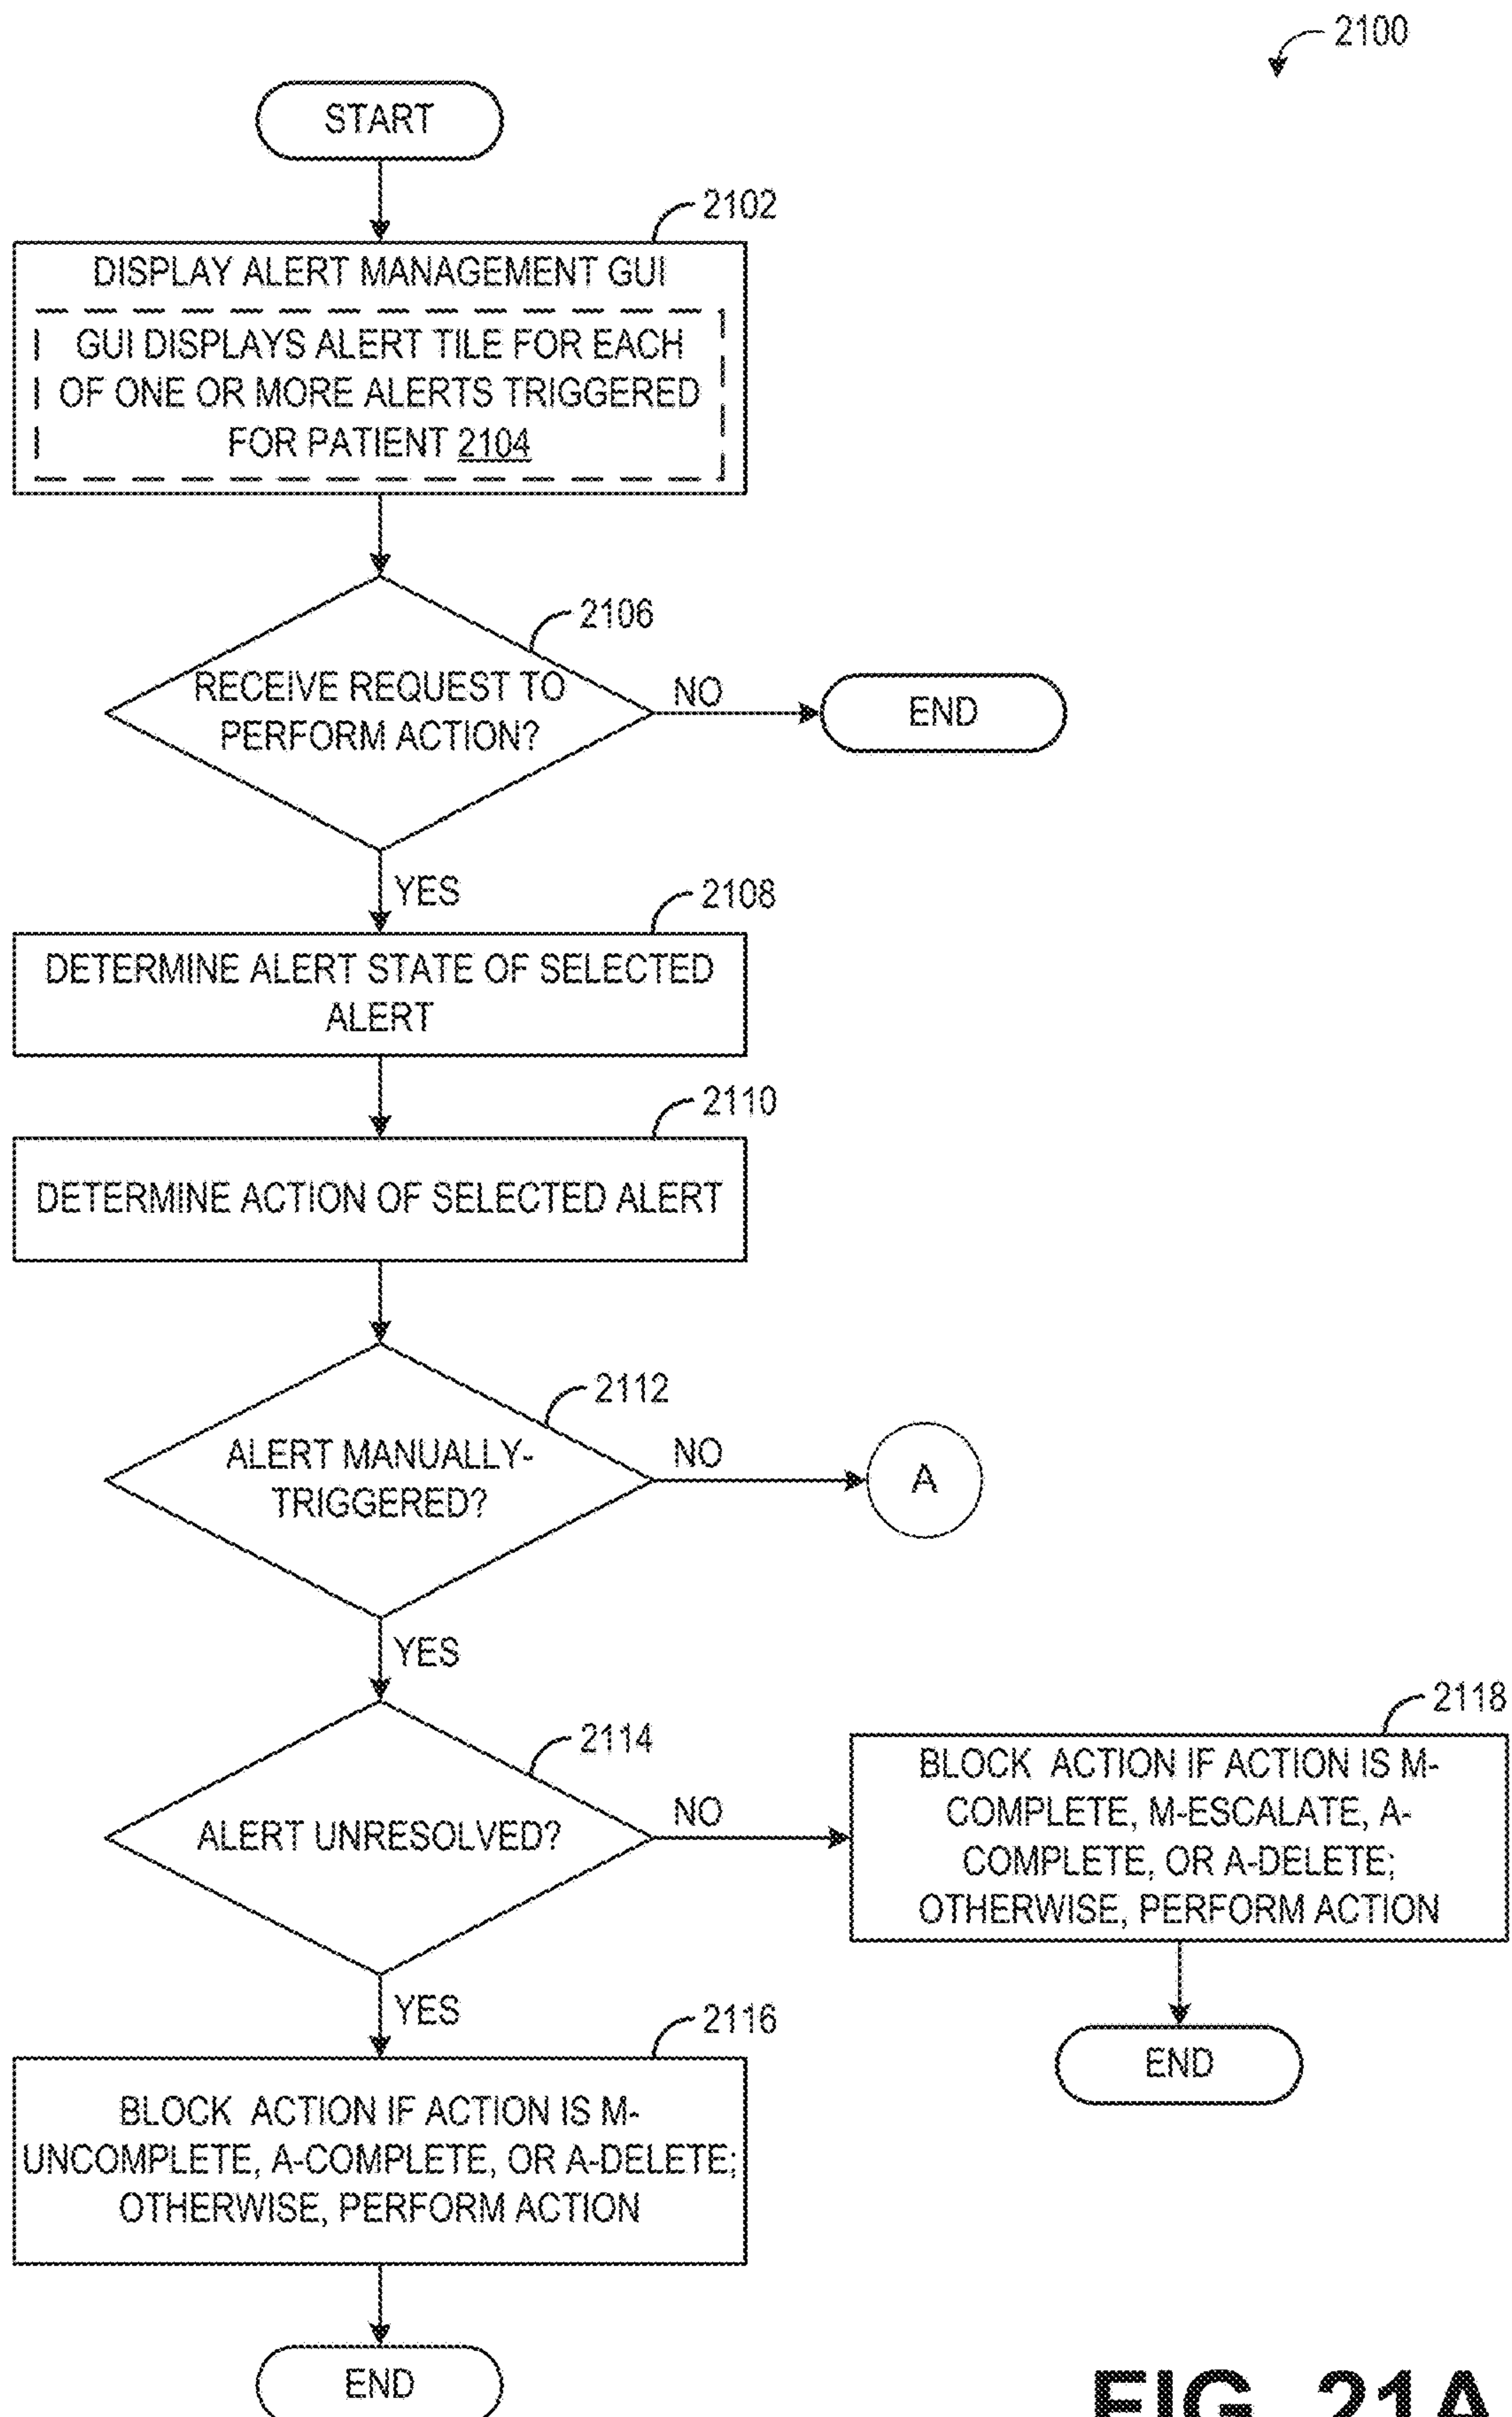 2100
START
2102
DISPLAY ALERT MANAGEMENT GUI
GUI DISPLAYS ALERT TILE FOR EACH
OF ONE OR MORE ALERTS TRIGGERED
FOR PATIENT 2104
2106
RECEIVE REQUEST TO
PERFORM ACTION?
NO
END
YES
2108
DETERMINE ALERT STATE OF SELECTED
ALERT
2110
DETERMINE ACTION OF SELECTED ALERT
2112
ALERT MANUALLY-
TRIGGERED?
NO
A
YES
2114
ALERT UNRESOLVED?
NO
2118
BLOCK ACTION IF ACTION IS M-
COMPLETE, M-ESCALATE, A-
COMPLETE, OR A-DELETE;
OTHERWISE, PERFORM ACTION
END
YES
2116
BLOCK ACTION IF ACTION IS M-
UNCOMPLETE, A-COMPLETE, OR A-DELETE;
OTHERWISE, PERFORM ACTION
END
FIG. 21A